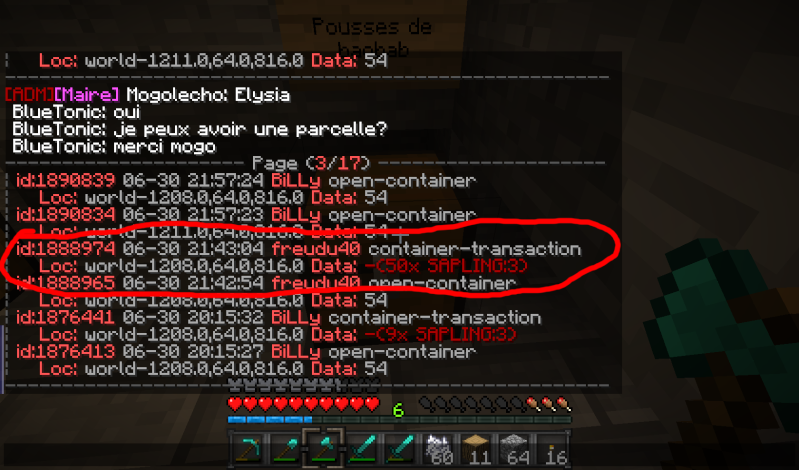 Pousses de
baobab
Loc: world-1211.0,64.0,816.0 Data: 54
[ADM][Maire] Mogolecho: Elysia
BlueTonic: oui
BlueTonic: je peux avoir une parcelle?
BlueTonic: merci mogo
Page (3/17)
id:1890839 06-30 21:57:24 BiLLy open-container
Loc: world-1208.0,64.0,816.0 Data: 54
id:1890834 06-30 21:57:23 BiLLy open-container
Loc: world-1211.0,64.0,816.0 Data: 54
id:1888974 06-30 21:43:04 freudu40 container-transaction
Loc: world-1208.0,64.0,816.0 Data: -(50x SAPLING:3)
id:1888965 06-30 21:42:54 freudu40 open-container
Loc: world-1208.0,64.0,816.0 Data: 54
id:1876441 06-30 20:15:32 BiLLy container-transaction
Loc: world-1208.0,64.0,816.0 Data: -(9x SAPLING:3)
id:1876413 06-30 20:15:27 BiLLy open-container
Loc: world-1208.0,64.0,816.0 Data: 54
6
60 11 64 16